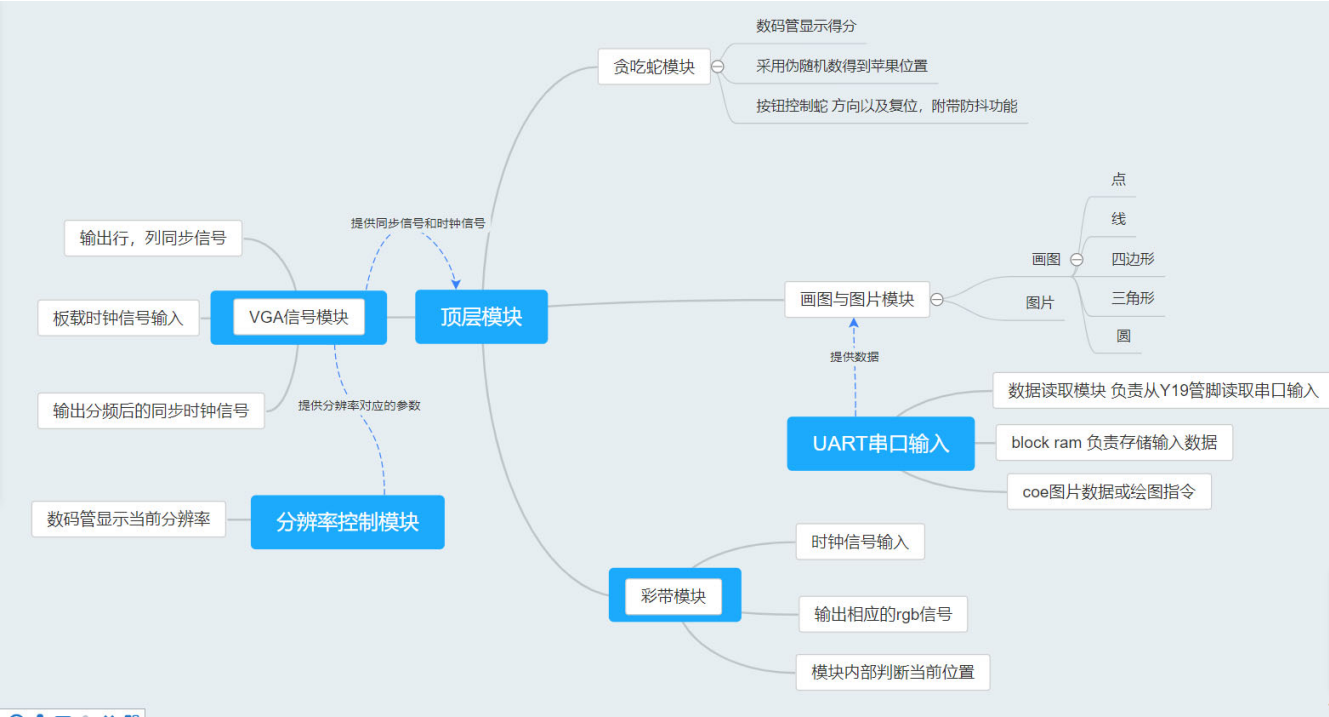 数码管显示得分
贪吃蛇模块
采用伪随机数得到苹果位置
按钮控制蛇 方向以及复位，附带防抖功能
点
线
画图
四边形
图片
三角形
圆
画图与图片模块
提供同步信号和时钟信号
输出行，列同步信号
板载时钟信号输入
VGA信号模块
顶层模块
输出分频后的同步时钟信号
提供分辨率对应的参数
数码管显示当前分辨率
分辨率控制模块
提供数据
UART串口输入
数据读取模块 负责从Y19管脚读取串口输入
block ram 负责存储输入数据
coe图片数据或绘图指令
彩带模块
时钟信号输入
输出相应的rgb信号
模块内部判断当前位置